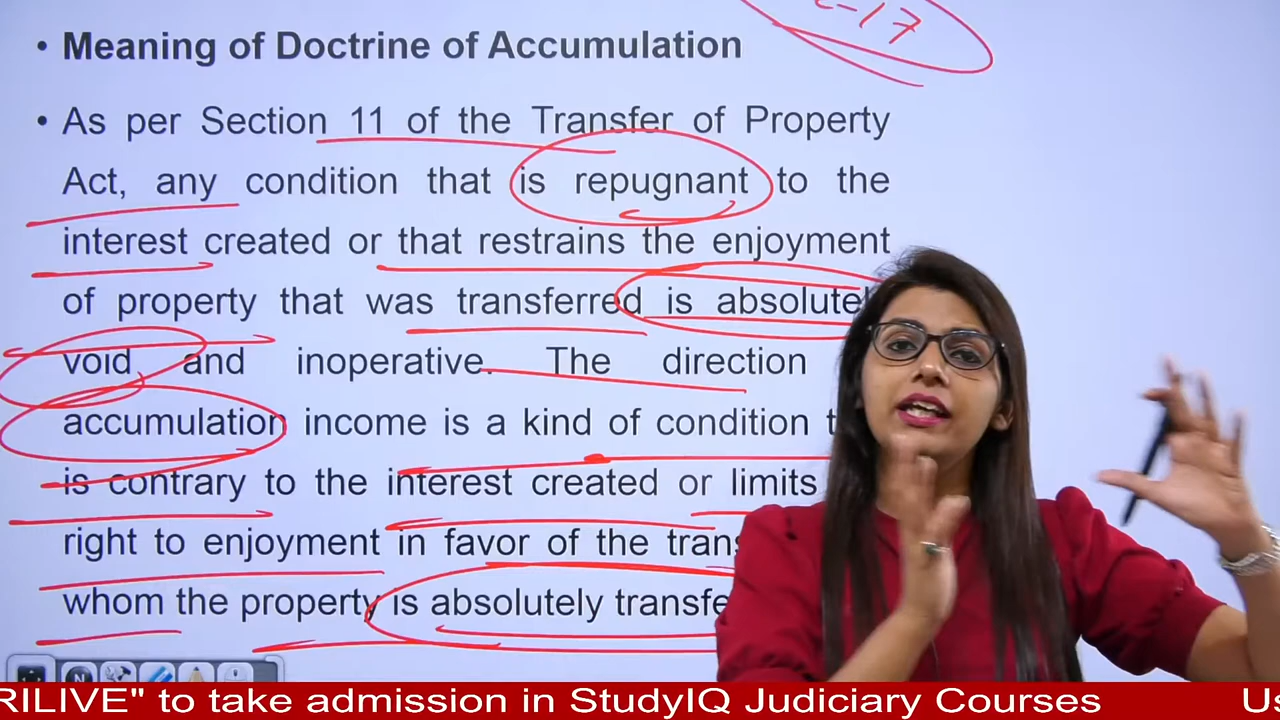 -17
• Meaning of Doctrine of Accumulation
• As per Section 11 of the Transfer of Property
Act, any condition that is repugnant to the
interest created or that restrains the enjoyment
of property that was transferred is absolutel
void and inoperative. The direction
accumulation income is a kind of condition t
is contrary to the interest created or limits
right to enjoyment in favor of the trans
whom the property is absolutely transfe
RILIVE" to take admission in StudyIQ Judiciary Courses Us